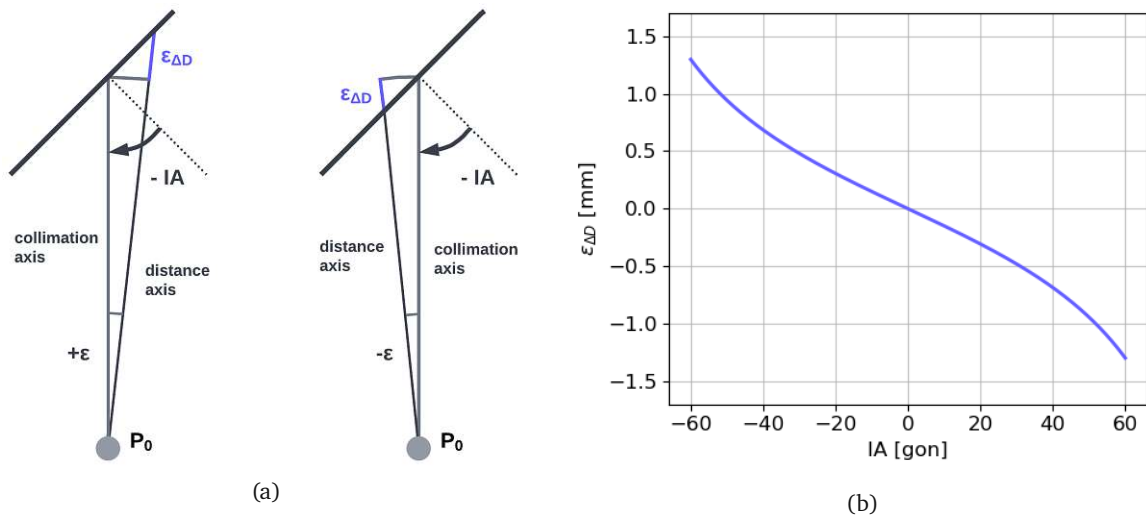 ε_ΔD
- IA
collimation
axis
distance
axis
+ε
P₀
ε_ΔD
- IA
distance
axis
collimation
axis
-ε
P₀
(a)
1.5
1.0
0.5
0.0
−0.5
−1.0
−1.5
ε_ΔD [mm]
−60 −40 −20 0 20 40 60
IA [gon]
(b)